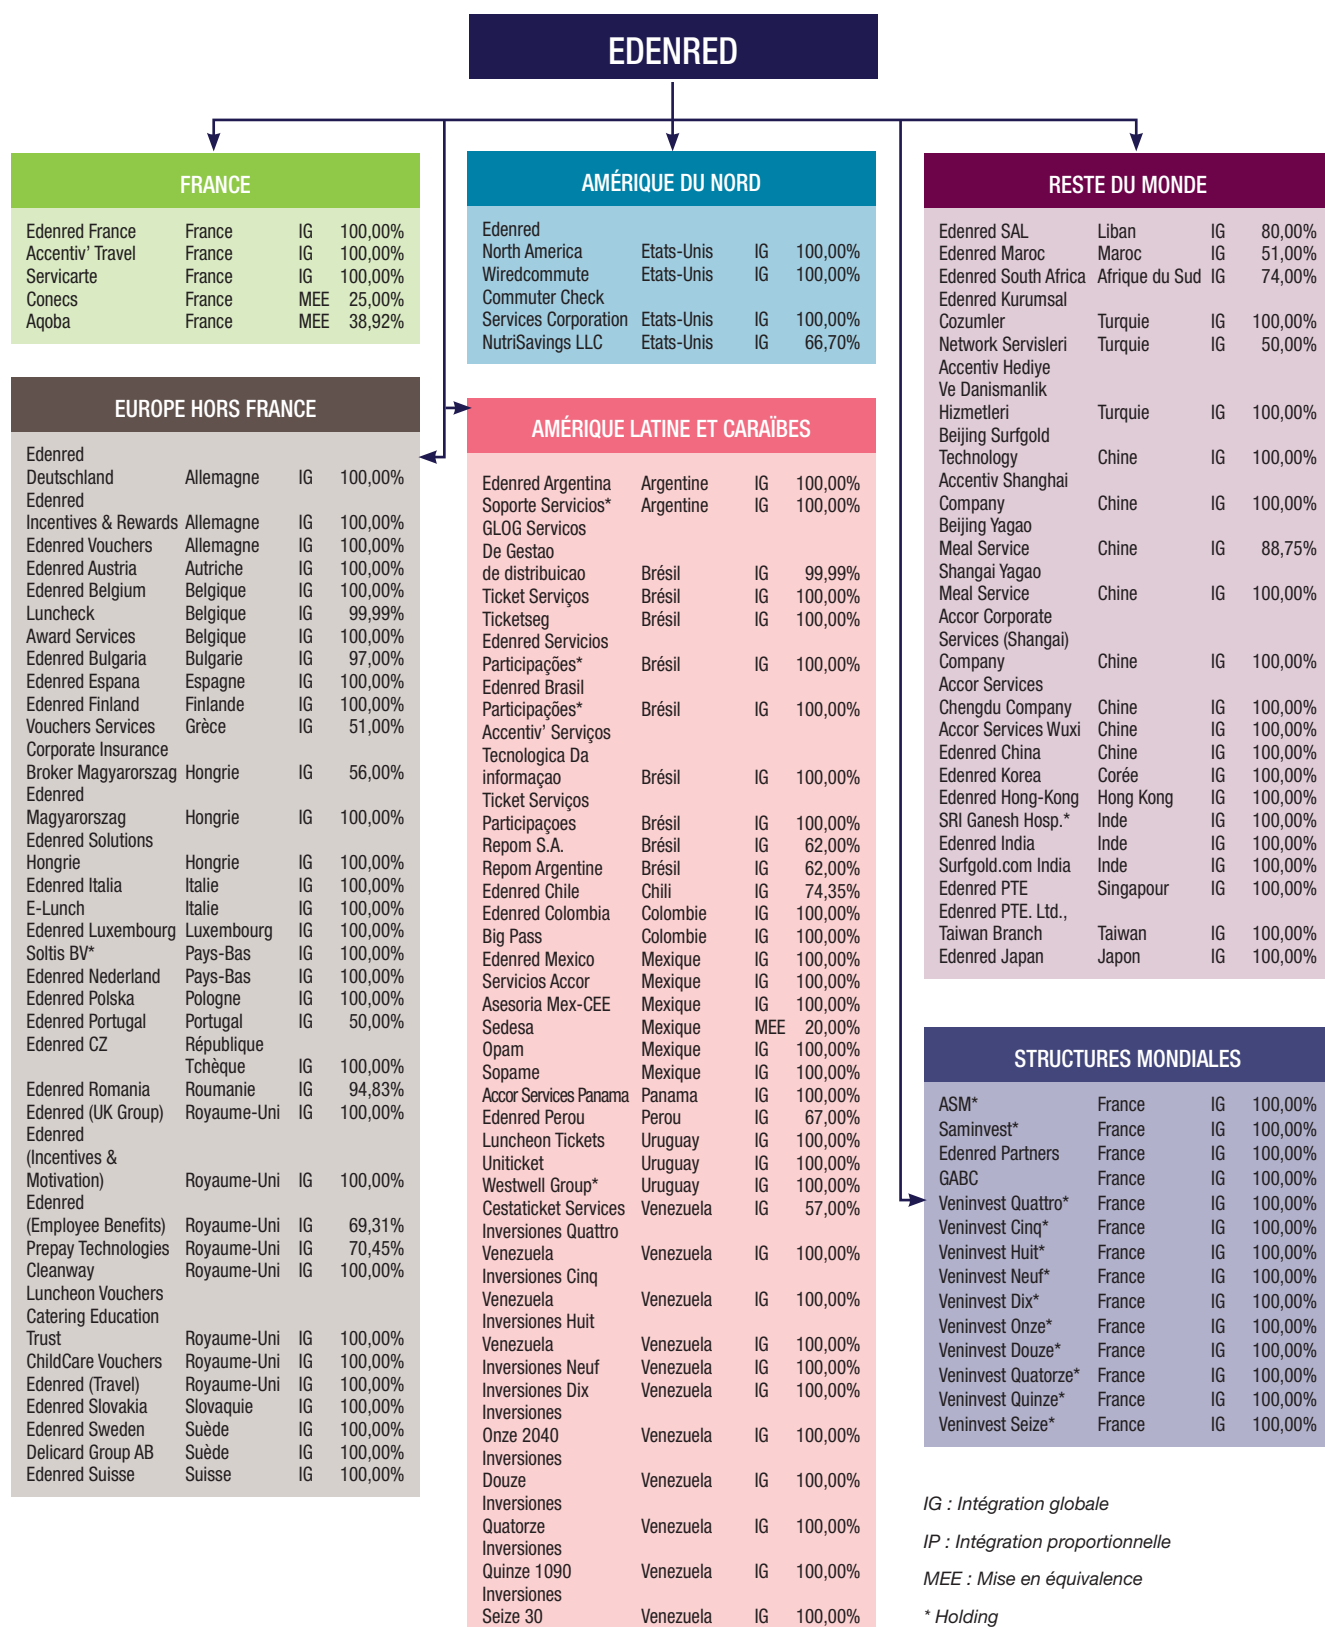 EDENRED
FRANCE
Edenred France France IG 100,00%
Accentiv’ Travel France IG 100,00%
Servicarte France IG 100,00%
Conecs France MEE 25,00%
Aqoba France MEE 38,92%
EUROPE HORS FRANCE
Edenred
Deutschland Allemagne IG 100,00%
Edenred
Incentives & Rewards Allemagne IG 100,00%
Edenred Vouchers Allemagne IG 100,00%
Edenred Austria Autriche IG 100,00%
Edenred Belgium Belgique IG 100,00%
Luncheck Belgique IG 99,99%
Award Services Belgique IG 100,00%
Edenred Bulgaria Bulgarie IG 97,00%
Edenred Espana Espagne IG 100,00%
Edenred Finland Finlande IG 100,00%
Vouchers Services Grèce IG 51,00%
Corporate Insurance
Broker Magyarorszag Hongrie IG 56,00%
Edenred
Magyarorszag Hongrie IG 100,00%
Edenred Solutions
Hongrie Hongrie IG 100,00%
Edenred Italia Italie IG 100,00%
E-Lunch Italie IG 100,00%
Edenred Luxembourg Luxembourg IG 100,00%
Soltis BV* Pays-Bas IG 100,00%
Edenred Nederland Pays-Bas IG 100,00%
Edenred Polska Pologne IG 100,00%
Edenred Portugal Portugal IG 50,00%
Edenred CZ République
Tchèque IG 100,00%
Edenred Romania Roumanie IG 94,83%
Edenred (UK Group) Royaume-Uni IG 100,00%
Edenred
(Incentives &
Motivation) Royaume-Uni IG 100,00%
Edenred
(Employee Benefits) Royaume-Uni IG 69,31%
Prepay Technologies Royaume-Uni IG 70,45%
Cleanway Royaume-Uni IG 100,00%
Luncheon Vouchers
Catering Education
Trust Royaume-Uni IG 100,00%
ChildCare Vouchers Royaume-Uni IG 100,00%
Edenred (Travel) Royaume-Uni IG 100,00%
Edenred Slovakia Slovaquie IG 100,00%
Edenred Sweden Suède IG 100,00%
Delicard Group AB Suède IG 100,00%
Edenred Suisse Suisse IG 100,00%
AMÉRIQUE DU NORD
Edenred
North America Etats-Unis IG 100,00%
Wiredcommute Etats-Unis IG 100,00%
Commuter Check
Services Corporation Etats-Unis IG 100,00%
NutriSavings LLC Etats-Unis IG 66,70%
AMÉRIQUE LATINE ET CARAÏBES
Edenred Argentina Argentine IG 100,00%
Soporte Servicios* Argentine IG 100,00%
GLOG Servicos
De Gestao
de distribuicao Brésil IG 99,99%
Ticket Serviços Brésil IG 100,00%
Ticketseg Brésil IG 100,00%
Edenred Servicios
Participações* Brésil IG 100,00%
Edenred Brasil
Participações* Brésil IG 100,00%
Accentiv’ Serviços
Tecnologica Da
informaçao Brésil IG 100,00%
Ticket Serviços
Participaçoes Brésil IG 100,00%
Repom S.A. Brésil IG 62,00%
Repom Argentine Brésil IG 62,00%
Edenred Chile Chili IG 74,35%
Edenred Colombia Colombie IG 100,00%
Big Pass Colombie IG 100,00%
Edenred Mexico Mexique IG 100,00%
Servicios Accor Mexique IG 100,00%
Asesoria Mex-CEE Mexique IG 100,00%
Sedesa Mexique MEE 20,00%
Opam Mexique IG 100,00%
Sopame Mexique IG 100,00%
Accor Services Panama Panama IG 100,00%
Edenred Perou Perou IG 67,00%
Luncheon Tickets Uruguay IG 100,00%
Uniticket Uruguay IG 100,00%
Westwell Group* Uruguay IG 100,00%
Cestaticket Services Venezuela IG 57,00%
Inversiones Quattro
Venezuela Venezuela IG 100,00%
Inversiones Cinq
Venezuela Venezuela IG 100,00%
Inversiones Huit
Venezuela Venezuela IG 100,00%
Inversiones Neuf Venezuela IG 100,00%
Inversiones Dix Venezuela IG 100,00%
Inversiones
Onze 2040 Venezuela IG 100,00%
Inversiones
Douze Venezuela IG 100,00%
Inversiones
Quatorze Venezuela IG 100,00%
Inversiones
Quinze 1090 Venezuela IG 100,00%
Inversiones
Seize 30 Venezuela IG 100,00%
RESTE DU MONDE
Edenred SAL Liban IG 80,00%
Edenred Maroc Maroc IG 51,00%
Edenred South Africa Afrique du Sud IG 74,00%
Edenred Kurumsal
Cozumler Turquie IG 100,00%
Network Servisleri Turquie IG 50,00%
Accentiv Hediye
Ve Danismanlik
Hizmetleri Turquie IG 100,00%
Beijing Surfgold
Technology Chine IG 100,00%
Accentiv Shanghai
Company Chine IG 100,00%
Beijing Yagao
Meal Service Chine IG 88,75%
Shangai Yagao
Meal Service Chine IG 100,00%
Accor Corporate
Services (Shangai)
Company Chine IG 100,00%
Accor Services
Chengdu Company Chine IG 100,00%
Accor Services Wuxi Chine IG 100,00%
Edenred China Chine IG 100,00%
Edenred Korea Corée IG 100,00%
Edenred Hong-Kong Hong Kong IG 100,00%
SRI Ganesh Hosp.* Inde IG 100,00%
Edenred India Inde IG 100,00%
Surfgold.com India Inde IG 100,00%
Edenred PTE Singapour IG 100,00%
Edenred PTE. Ltd.,
Taiwan Branch Taiwan IG 100,00%
Edenred Japan Japon IG 100,00%
STRUCTURES MONDIALES
ASM* France IG 100,00%
Saminvest* France IG 100,00%
Edenred Partners France IG 100,00%
GABC France IG 100,00%
Veninvest Quattro* France IG 100,00%
Veninvest Cinq* France IG 100,00%
Veninvest Huit* France IG 100,00%
Veninvest Neuf* France IG 100,00%
Veninvest Dix* France IG 100,00%
Veninvest Onze* France IG 100,00%
Veninvest Douze* France IG 100,00%
Veninvest Quatorze* France IG 100,00%
Veninvest Quinze* France IG 100,00%
Veninvest Seize* France IG 100,00%
IG : Intégration globale
IP : Intégration proportionnelle
MEE : Mise en équivalence
* Holding